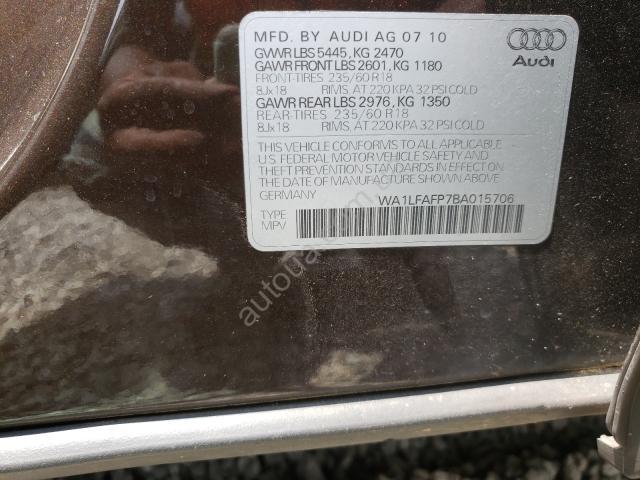 MFD. BY AUDI AG 07 10
GVWR LBS 5445, KG 2470
GAWR FRONT LBS 2601, KG 1180
FRONT-TIRES 235/60 R18
8Jx18 RIMS, AT 220 KPA 32 PSI COLD
GAWR REAR LBS 2976, KG 1350
REAR-TIRES 235/60 R18
8Jx18 RIMS, AT 220 KPA 32 PSI COLD
Audi
THIS VEHICLE CONFORMS TO ALL APPLICABLE
U.S. FEDERAL MOTOR VEHICLE SAFETY AND
THEFT PREVENTION STANDARDS IN EFFECT ON
THE DATE OF MANUFACTURE SHOWN ABOVE
GERMANY
WA1LFAFP7BA015706
TYPE
MPV